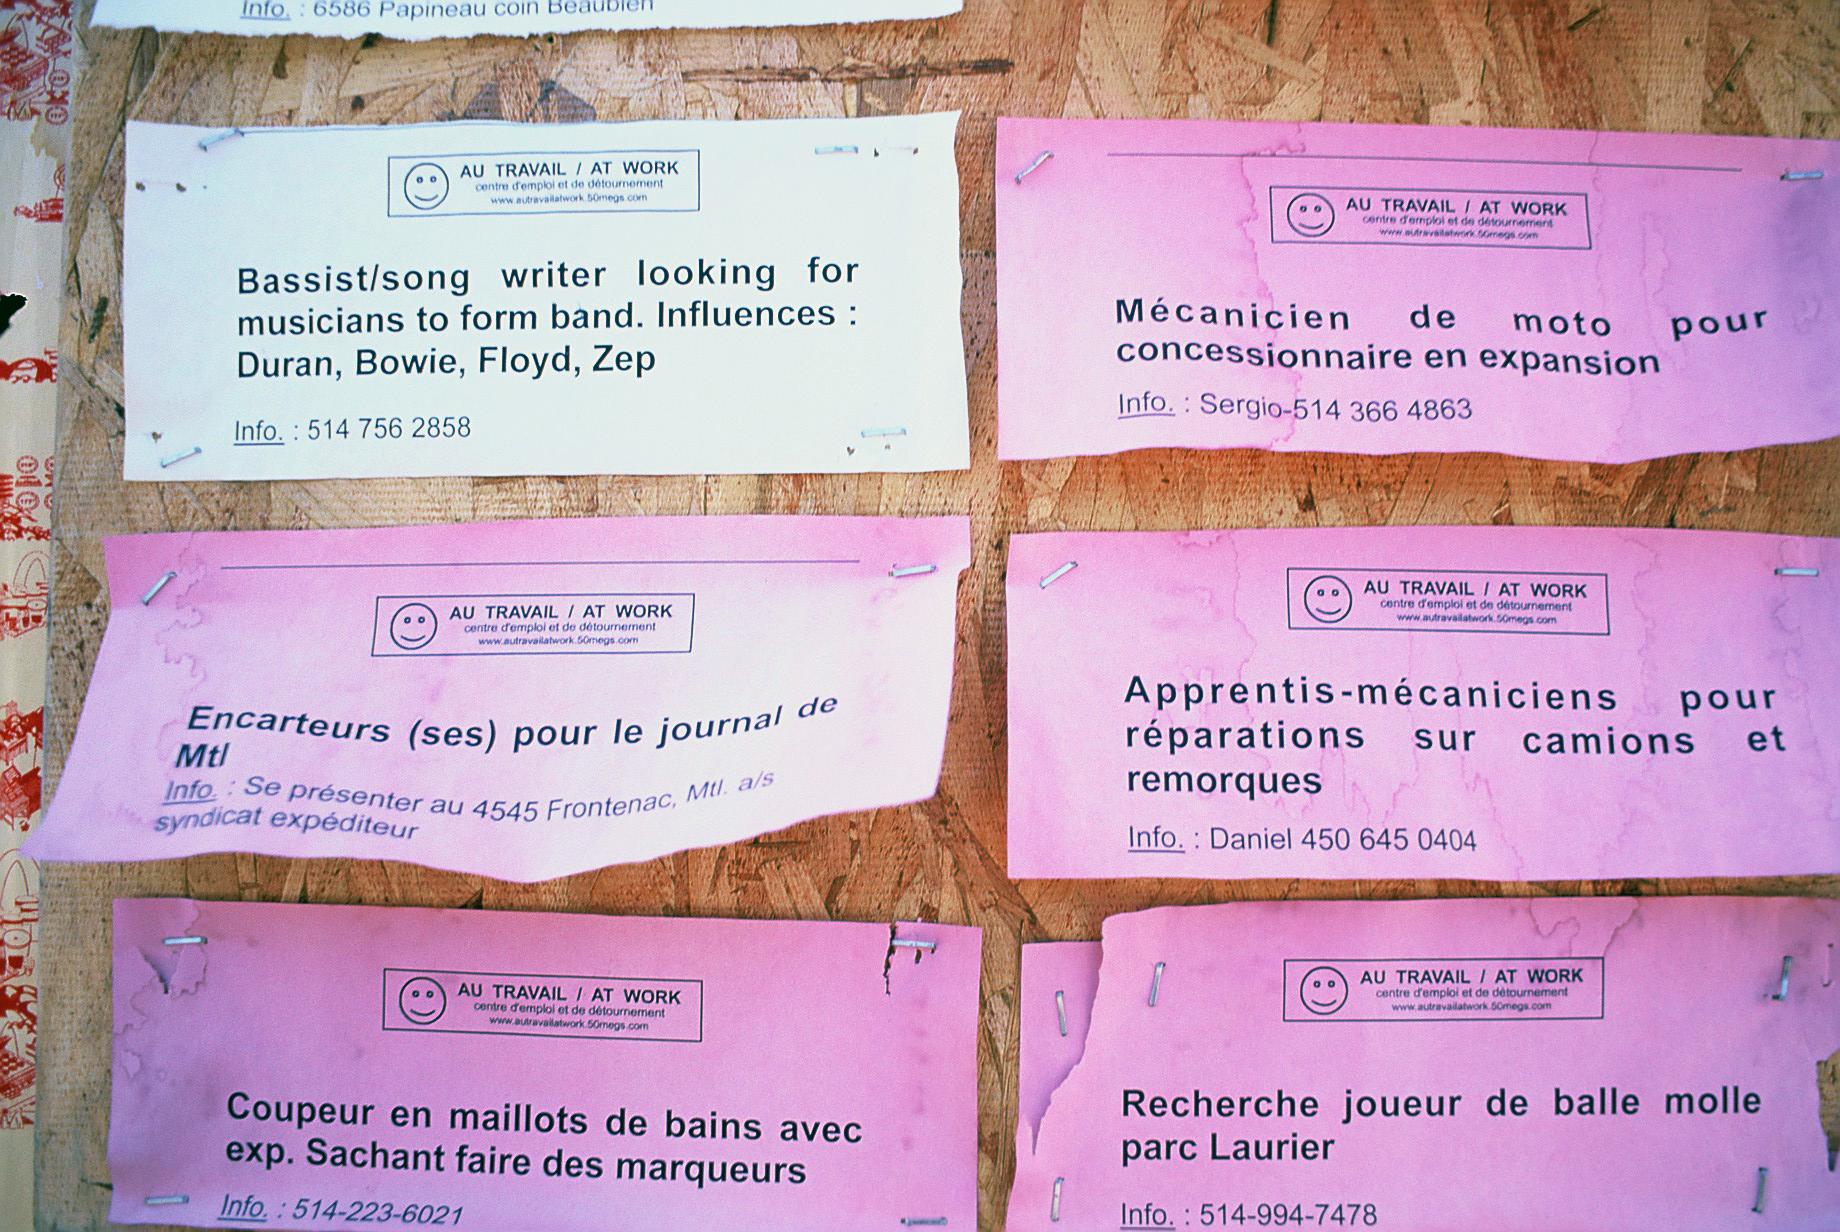 Info. : 6586 Papineau coin Beaubien
AU TRAVAIL / AT WORK
centre d'emploi et de détournement
www.autravailatwork.50megs.com
Bassist/song writer looking for
musicians to form band. Influences :
Duran, Bowie, Floyd, Zep
Info. : 514 756 2858
AU TRAVAIL / AT WORK
centre d'emploi et de détournement
www.autravailatwork.50megs.com
Mécanicien de moto pour
concessionnaire en expansion
Info. : Sergio-514 366 4863
AU TRAVAIL / AT WORK
centre d'emploi et de détournement
www.autravailatwork.50megs.com
Encarteurs (ses) pour le journal de
Mtl
Info. : Se présenter au 4545 Frontenac, Mtl. a/s
syndicat expéditeur
AU TRAVAIL / AT WORK
centre d'emploi et de détournement
www.autravailatwork.50megs.com
Apprentis-mécaniciens pour
réparations sur camions et
remorques
Info. : Daniel 450 645 0404
AU TRAVAIL / AT WORK
centre d'emploi et de détournement
www.autravailatwork.50megs.com
Coupeur en maillots de bains avec
exp. Sachant faire des marqueurs
Info. : 514-223-6021
AU TRAVAIL / AT WORK
centre d'emploi et de détournement
www.autravailatwork.50megs.com
Recherche joueur de balle molle
parc Laurier
Info. : 514-994-7478